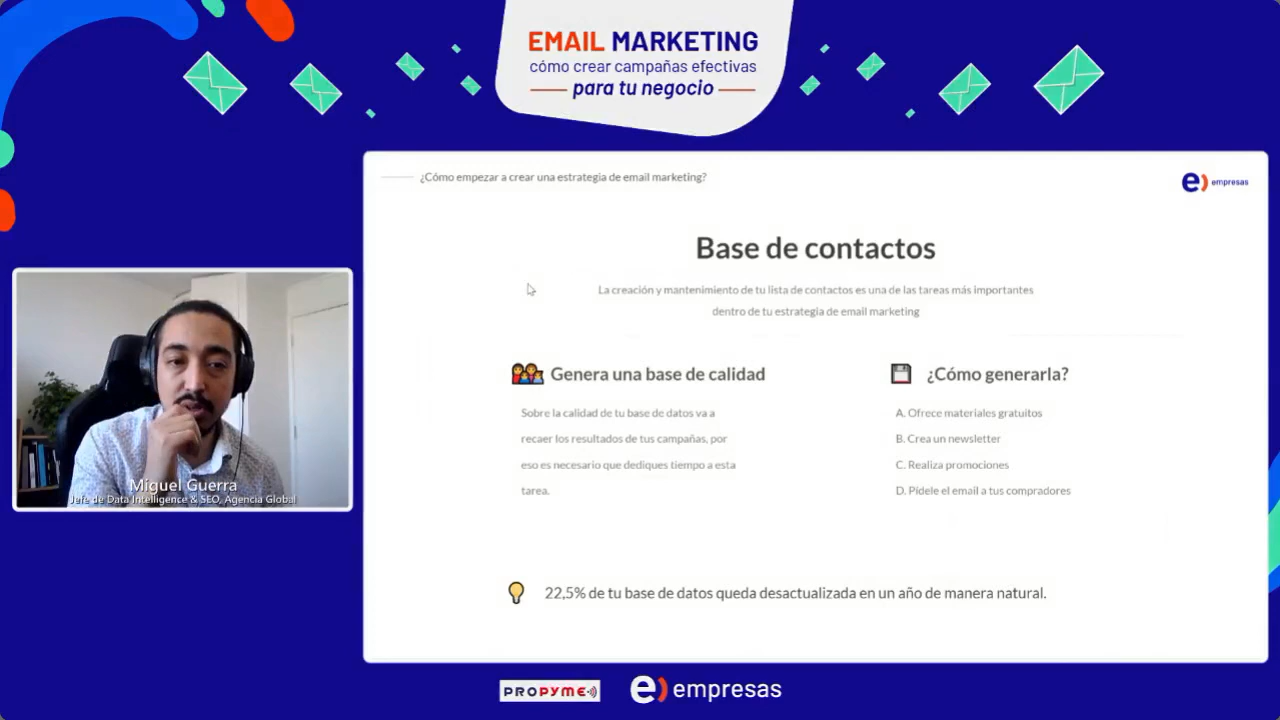 EMAIL MARKETING
cómo crear campañas efectivas
para tu negocio
¿Cómo empezar a crear una estrategia de email marketing?
e) empresas
Base de contactos
La creación y mantenimiento de tu lista de contactos es una de las tareas más importantes
dentro de tu estrategia de email marketing
Genera una base de calidad
Sobre la calidad de tu base de datos va a
recaer los resultados de tus campañas, por
eso es necesario que dediques tiempo a esta
tarea.
¿Cómo generarla?
A. Ofrece materiales gratuitos
B. Crea un newsletter
C. Realiza promociones
D. Pídele el email a tus compradores
22,5% de tu base de datos queda desactualizada en un año de manera natural.
Miguel Guerra
Jefe de Data Intelligence & SEO, Agencia Global
PROPYME
e) empresas